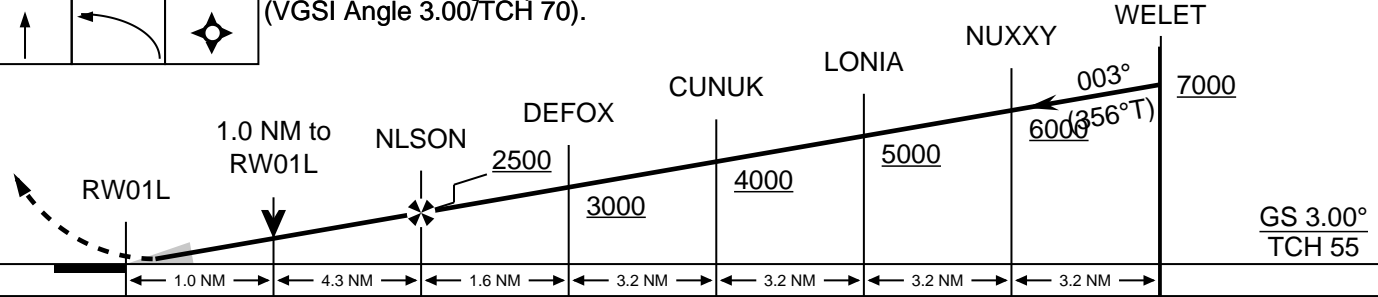 (VGSI Angle 3.00/TCH 70).
WELET
NUXXY
LONIA
CUNUK
DEFOX
NLSON
1.0 NM to
RW01L
RW01L
003°
(356°T)
7000
6000
5000
4000
3000
2500
GS 3.00°
TCH 55
1.0 NM
4.3 NM
1.6 NM
3.2 NM
3.2 NM
3.2 NM
3.2 NM